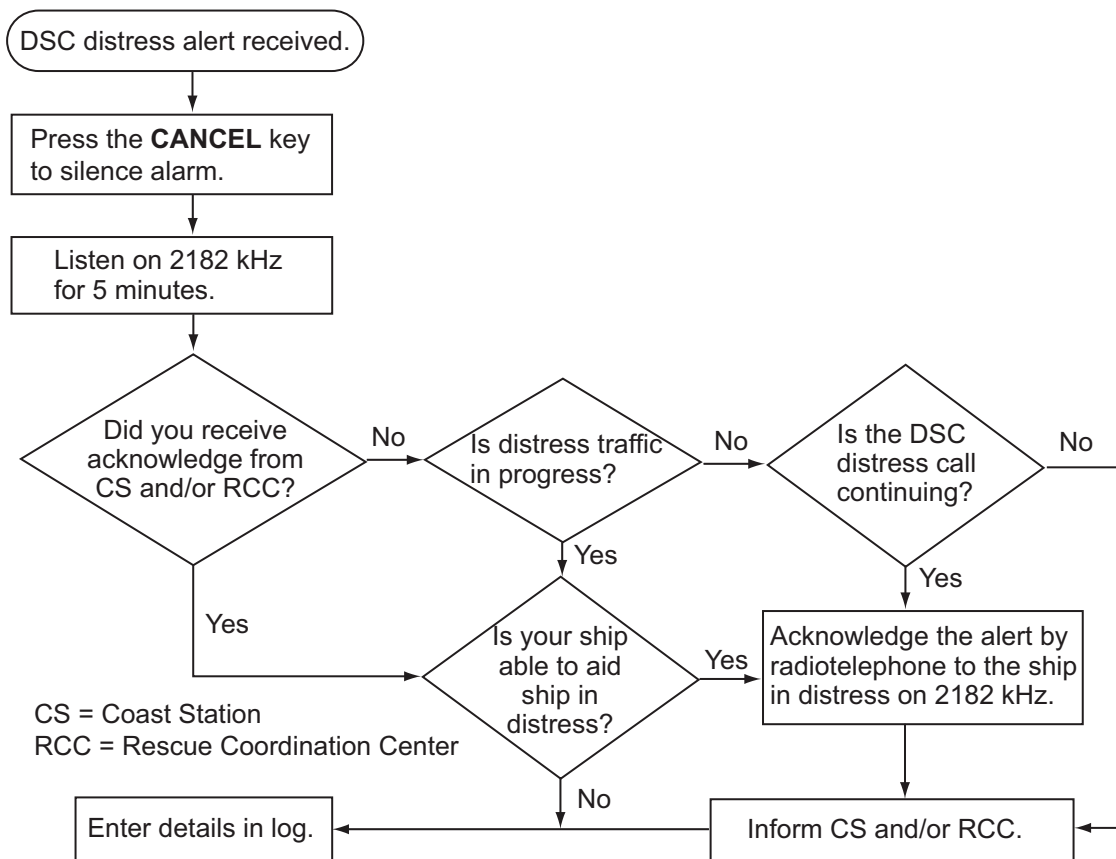 DSC distress alert received.
Press the CANCEL key
to silence alarm.
Listen on 2182 kHz
for 5 minutes.
Did you receive
acknowledge from
CS and/or RCC?
No
Is distress traffic
in progress?
No
Is the DSC
distress call
continuing?
No
Yes
Yes
Yes
Is your ship
able to aid
ship in
distress?
Yes
Acknowledge the alert by
radiotelephone to the ship
in distress on 2182 kHz.
CS = Coast Station
RCC = Rescue Coordination Center
No
Enter details in log.
Inform CS and/or RCC.